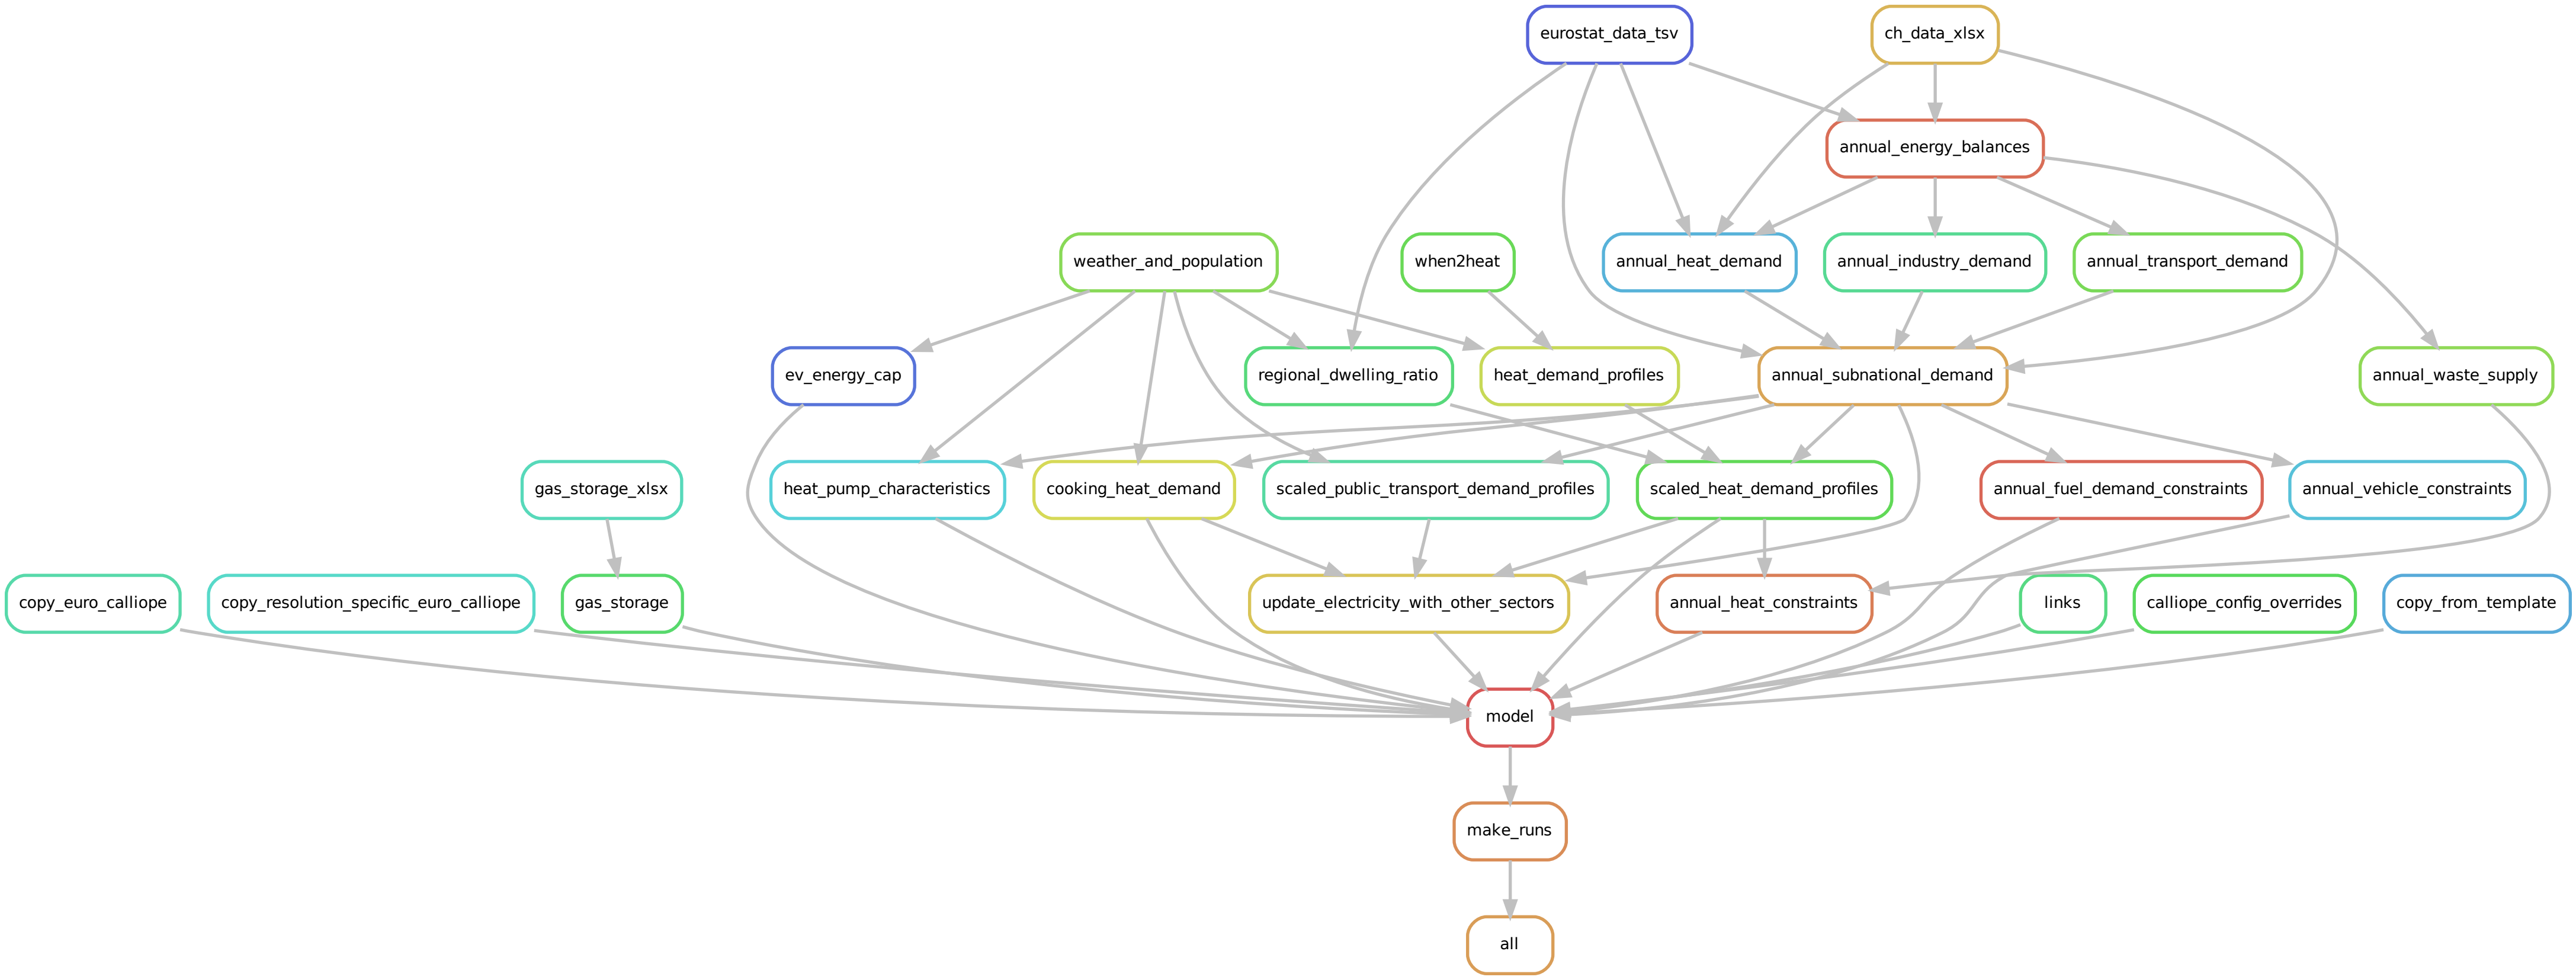 eurostat_data_tsv
ch_data_xlsx
annual_energy_balances
weather_and_population
when2heat
annual_heat_demand
annual_industry_demand
annual_transport_demand
ev_energy_cap
regional_dwelling_ratio
heat_demand_profiles
annual_subnational_demand
annual_waste_supply
gas_storage_xlsx
heat_pump_characteristics
cooking_heat_demand
scaled_public_transport_demand_profiles
scaled_heat_demand_profiles
annual_fuel_demand_constraints
annual_vehicle_constraints
copy_euro_calliope
copy_resolution_specific_euro_calliope
gas_storage
update_electricity_with_other_sectors
annual_heat_constraints
links
calliope_config_overrides
copy_from_template
model
make_runs
all